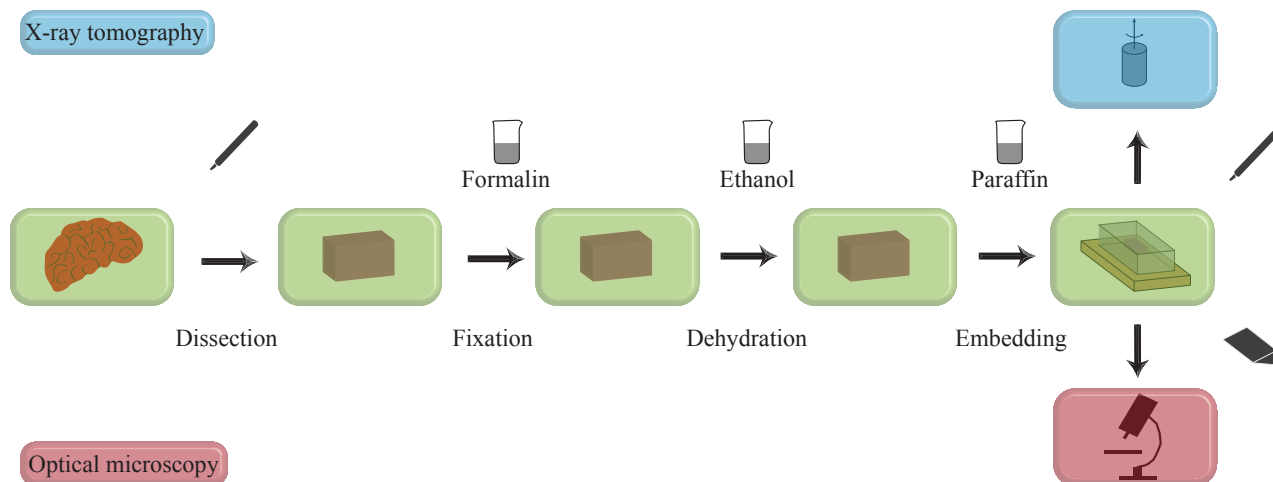 X-ray tomography
Formalin
Ethanol
Paraffin
Dissection
Fixation
Dehydration
Embedding
Optical microscopy